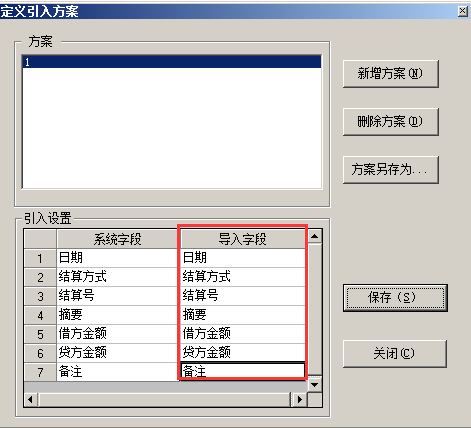 定义引入方案
方案
1
新增方案(N)
删除方案(D)
方案另存为...
引入设置
系统字段 导入字段
1 日期 日期
2 结算方式 结算方式
3 结算号 结算号
4 摘要 摘要
5 借方金额 借方金额
6 贷方金额 贷方金额
7 备注 备注
保存(S)
关闭(C)